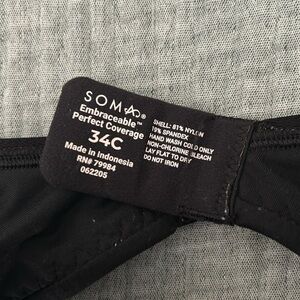 SOMA®
Embraceable™
Perfect Coverage
34C
Made in Indonesia
RN# 79984
062205
SHELL: 81% NYLON
19% SPANDEX
HAND WASH COLD ONLY
NON-CHLORINE BLEACH
LAY FLAT TO DRY
DO NOT IRON